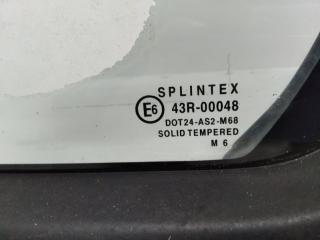 SPLINTEX
E6 43R-00048
DOT24-AS2-M68
SOLID TEMPERED
M 6